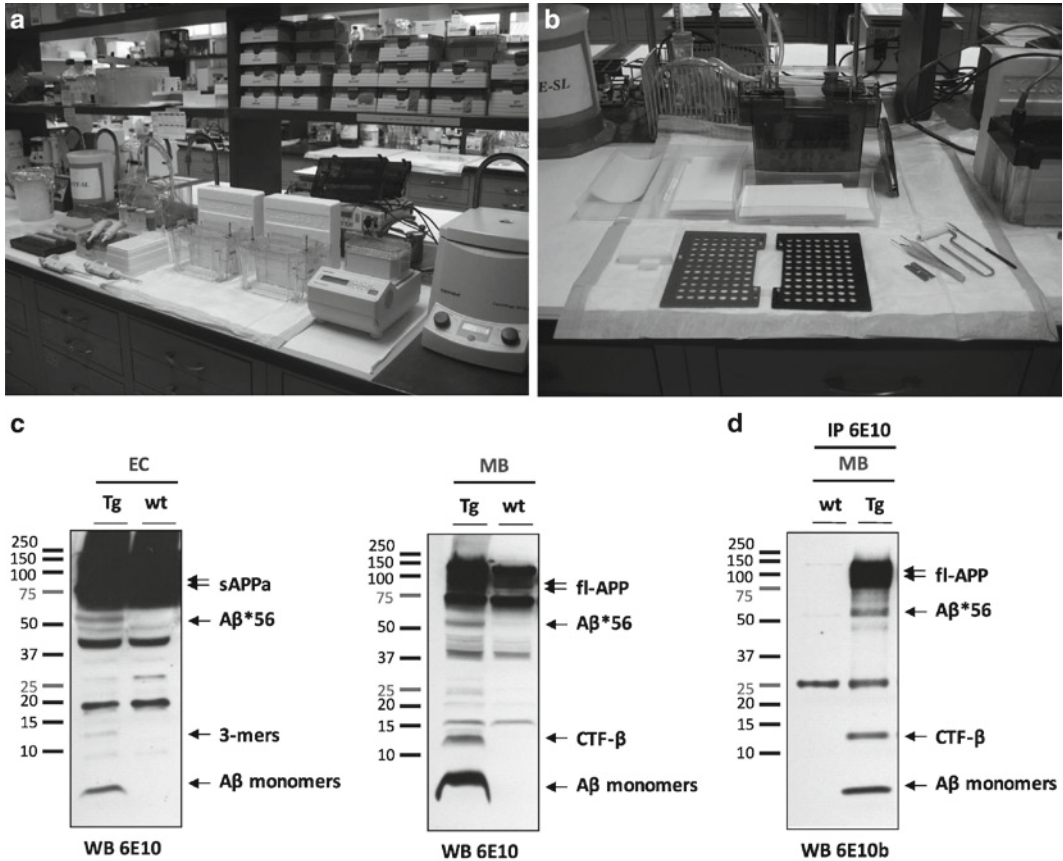 a
b
E-SL
c
EC
Tg wt
250
150
100
75
50
37
25
20
15
10
sAPPa
Aβ*56
3-mers
Aβ monomers
WB 6E10
MB
Tg wt
250
150
100
75
50
37
25
20
15
10
fl-APP
Aβ*56
CTF-β
Aβ monomers
WB 6E10
d
IP 6E10
MB
wt Tg
250
150
100
75
50
37
25
20
15
10
fl-APP
Aβ*56
CTF-β
Aβ monomers
WB 6E10b